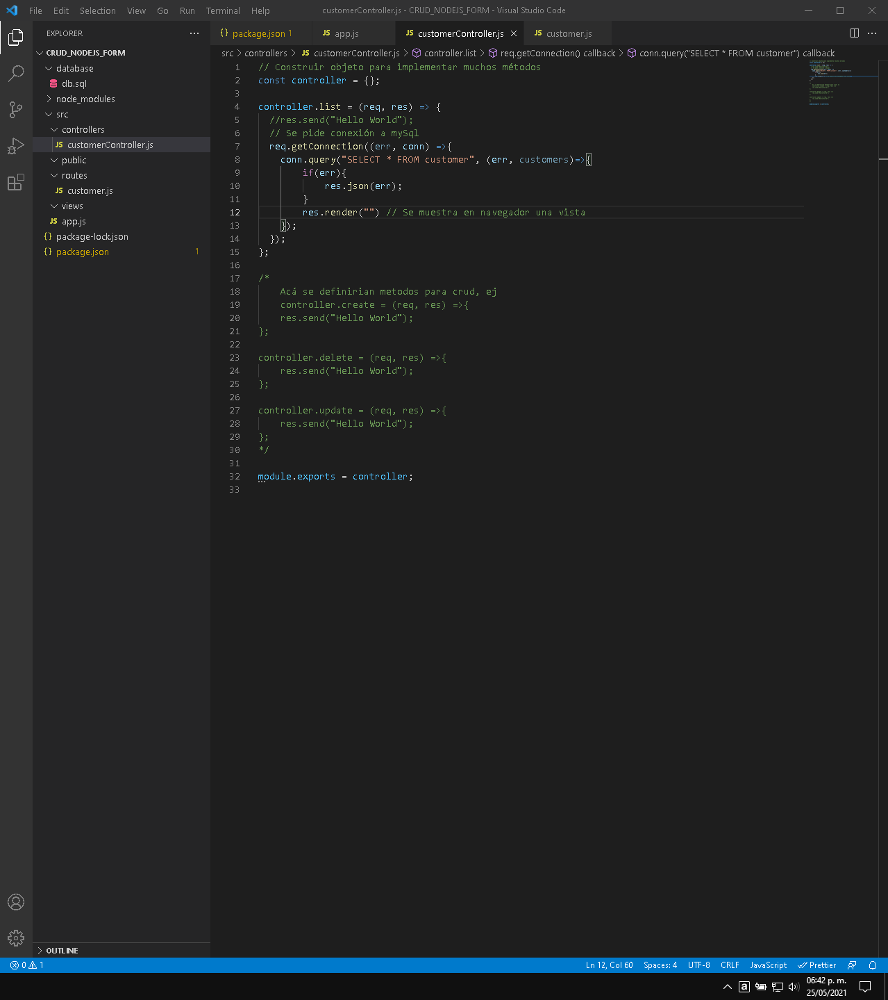 File Edit Selection View Go Run Terminal Help customerController.js - CRUD_NODEJS_FORM - Visual Studio Code
EXPLORER
CRUD_NODEJS_FORM
database
db.sql
node_modules
src
controllers
JS customerController.js
public
routes
JS customer.js
views
JS app.js
{} package-lock.json
{} package.json 1
OUTLINE
{} package.json 1 JS app.js JS customerController.js JS customer.js
src > controllers > JS customerController.js > controller.list > req.getConnection() callback > conn.query("SELECT * FROM customer") callback
1 // Construir objeto para implementar muchos métodos
2 const controller = {};
3
4 controller.list = (req, res) => {
5 //res.send("Hello World");
6 // Se pide conexión a mySql
7 req.getConnection((err, conn) =>{
8 conn.query("SELECT * FROM customer", (err, customers)=>{
9 if(err){
10 res.json(err);
11 }
12 res.render("") // Se muestra en navegador una vista
13 });
14 });
15 };
16
17 /*
18 Acá se definirian metodos para crud, ej
19 controller.create = (req, res) =>{
20 res.send("Hello World");
21 };
22
23 controller.delete = (req, res) =>{
24 res.send("Hello World");
25 };
26
27 controller.update = (req, res) =>{
28 res.send("Hello World");
29 };
30 */
31
32 module.exports = controller;
33
0 1 Ln 12, Col 60 Spaces: 4 UTF-8 CRLF JavaScript Prettier
a 06:42 p. m.
25/05/2021